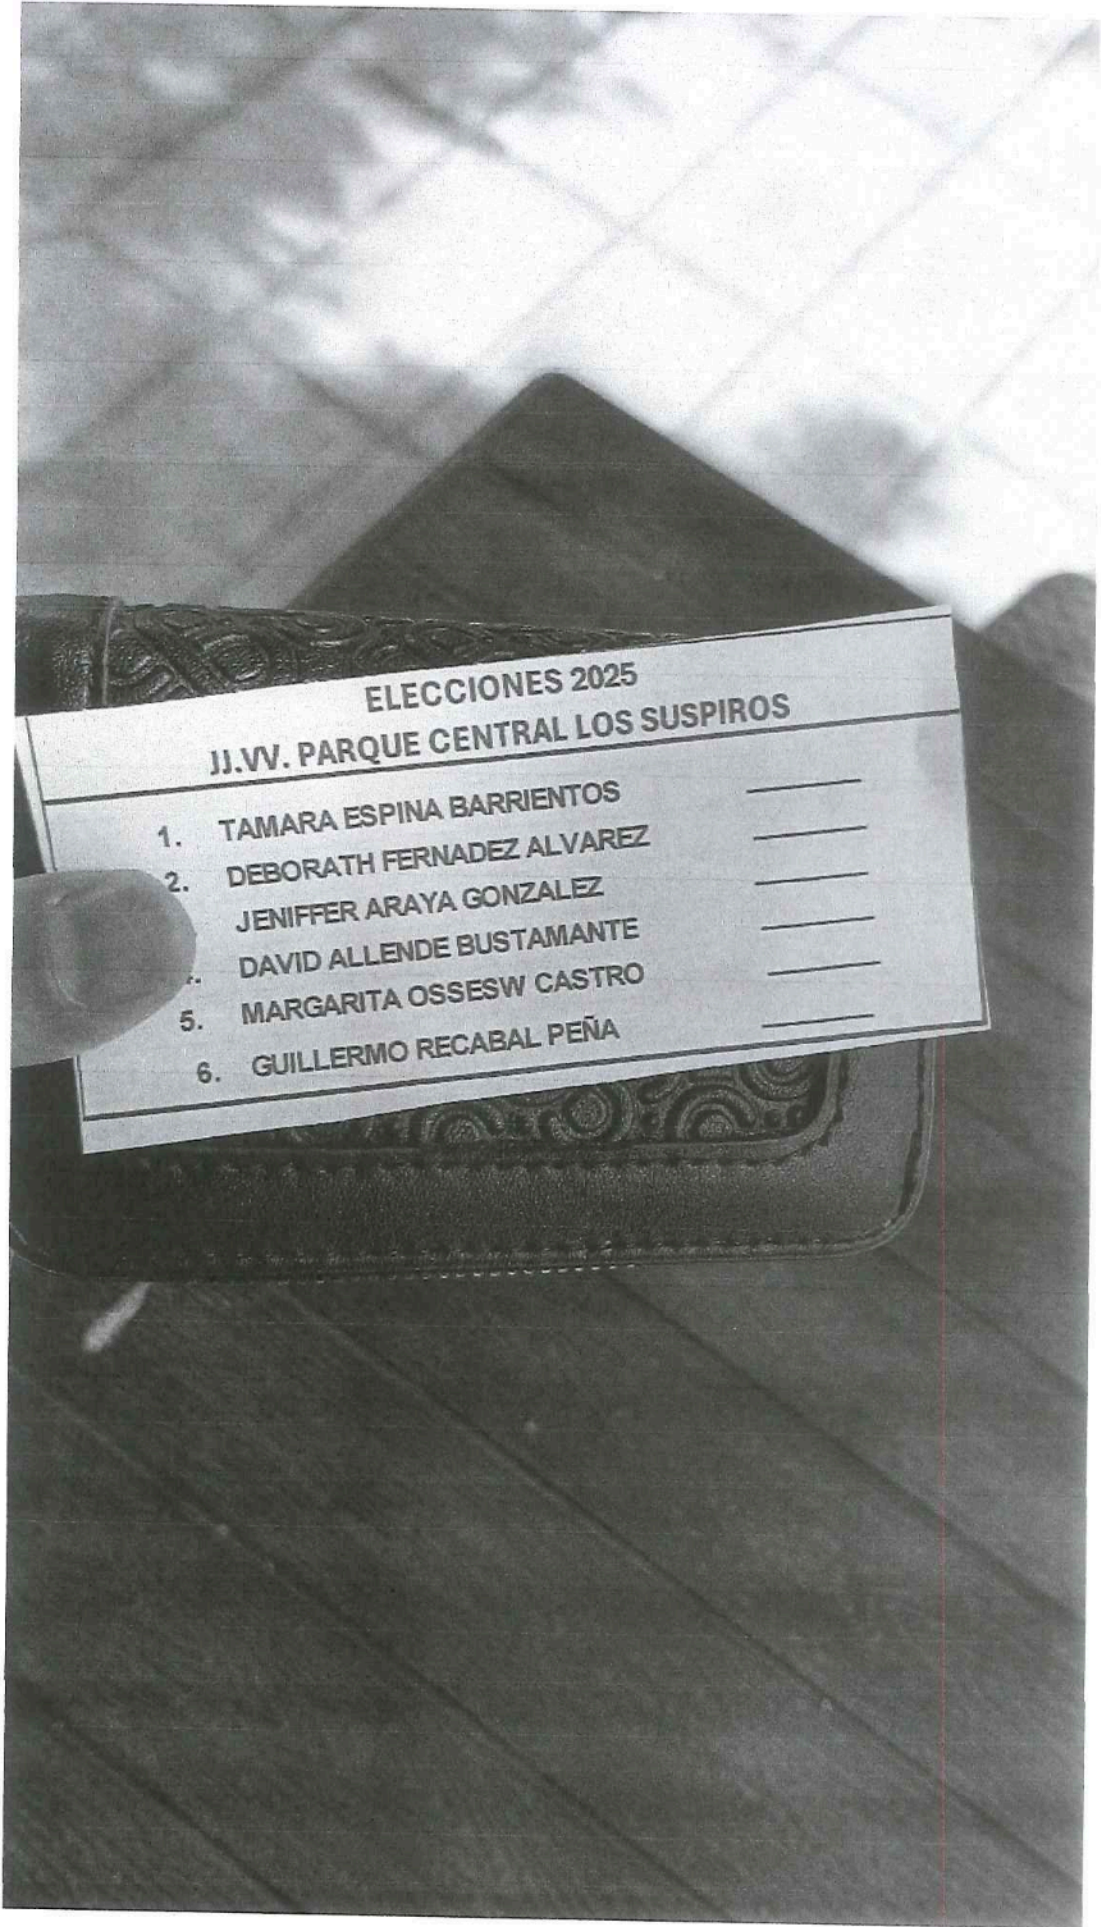 ELECCIONES 2025
JJ.VV. PARQUE CENTRAL LOS SUSPIROS
1. TAMARA ESPINA BARRIENTOS
2. DEBORATH FERNADEZ ALVAREZ
JENIFFER ARAYA GONZALEZ
DAVID ALLENDE BUSTAMANTE
5. MARGARITA OSSESW CASTRO
6. GUILLERMO RECABAL PEÑA